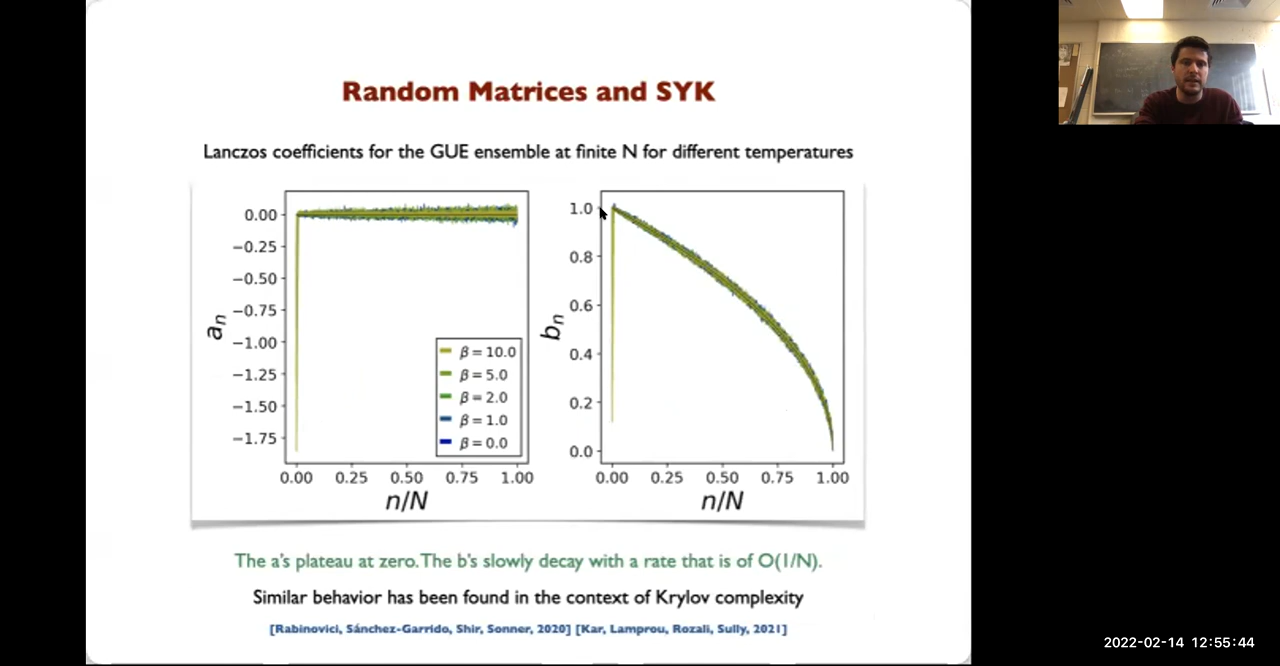 Random Matrices and SYK
Lanczos coefficients for the GUE ensemble at finite N for different temperatures
0.00
−0.25
−0.50
−0.75
−1.00
−1.25
−1.50
−1.75
aₙ
β = 10.0
β = 5.0
β = 2.0
β = 1.0
β = 0.0
0.00 0.25 0.50 0.75 1.00
n/N
1.0
0.8
0.6
0.4
0.2
0.0
bₙ
0.00 0.25 0.50 0.75 1.00
n/N
The a's plateau at zero. The b's slowly decay with a rate that is of O(1/N).
Similar behavior has been found in the context of Krylov complexity
[Rabinovici, Sánchez-Garrido, Shir, Sonner, 2020] [Kar, Lamprou, Rozali, Sully, 2021]
2022-02-14 12:55:44